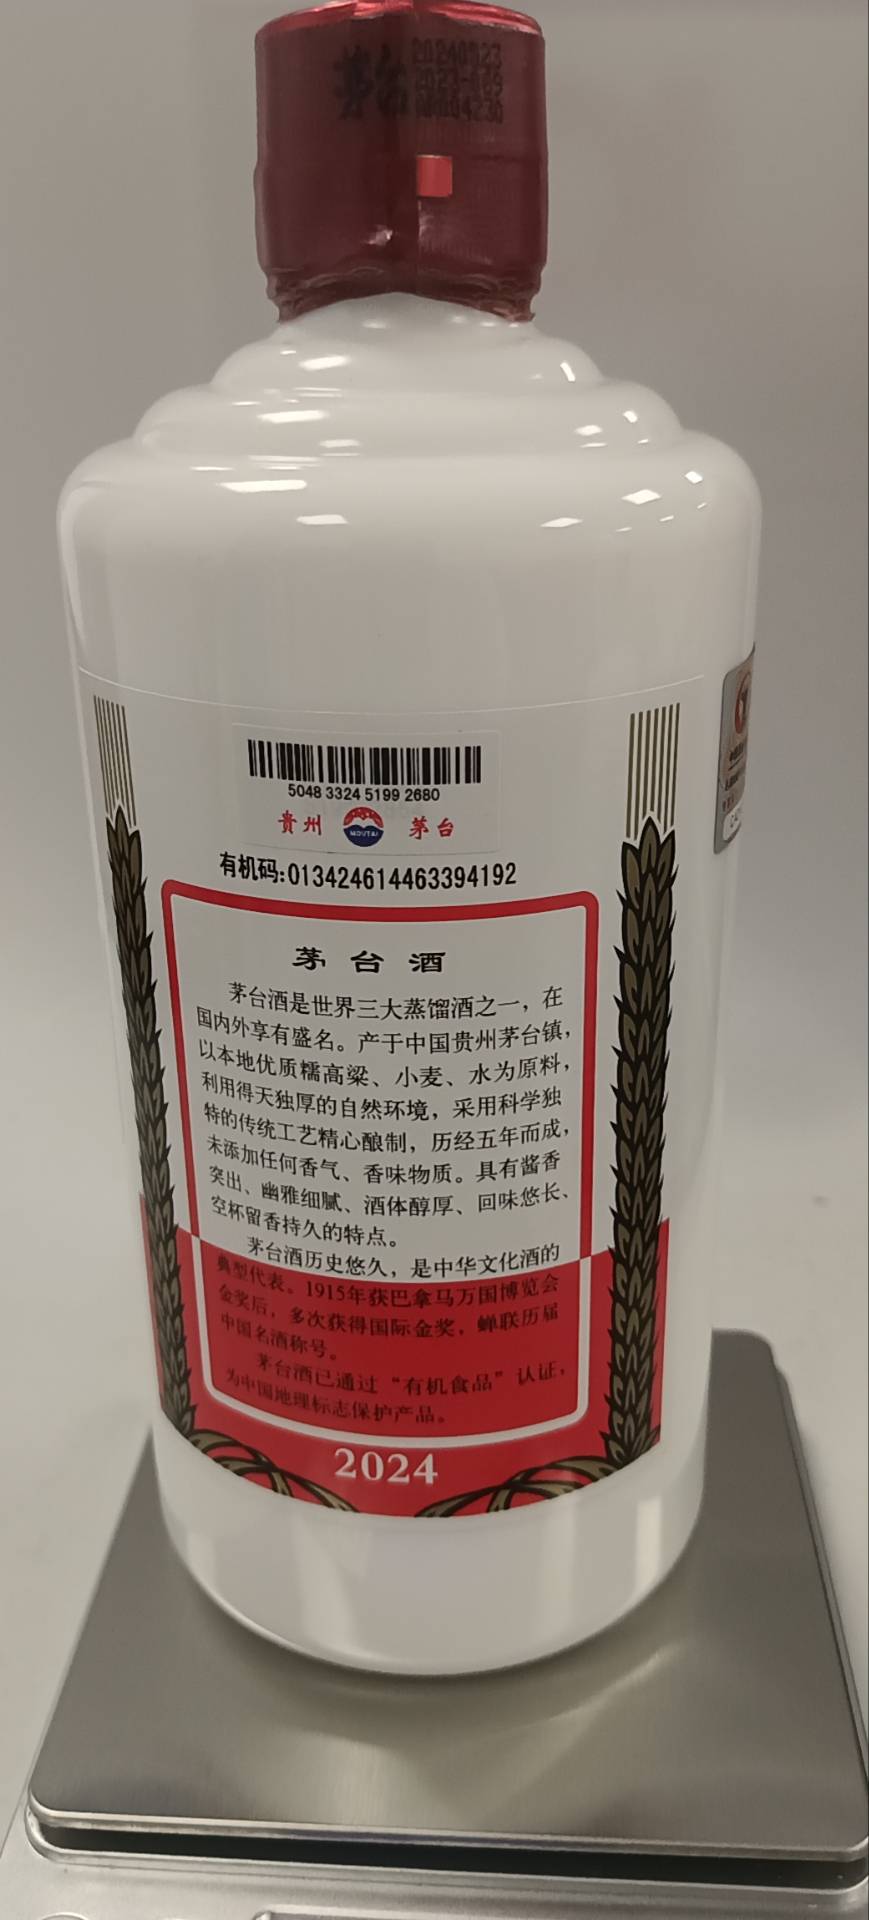 茅台
5048 3324 5199 2680
贵州 MOUTAI 茅台
有机码:013424614463394192
茅台酒
茅台酒是世界三大蒸馏酒之一，在
国内外享有盛名。产于中国贵州茅台镇，
以本地优质糯高粱、小麦、水为原料，
利用得天独厚的自然环境，采用科学独
特的传统工艺精心酿制，历经五年而成，
未添加任何香气、香味物质。具有酱香
突出、幽雅细腻、酒体醇厚、回味悠长、
空杯留香持久的特点。
茅台酒历史悠久，是中华文化酒的
典型代表。1915年获巴拿马万国博览会
金奖后，多次获得国际金奖，蝉联历届
中国名酒称号。
茅台酒已通过“有机食品”认证，
为中国地理标志保护产品。
2024